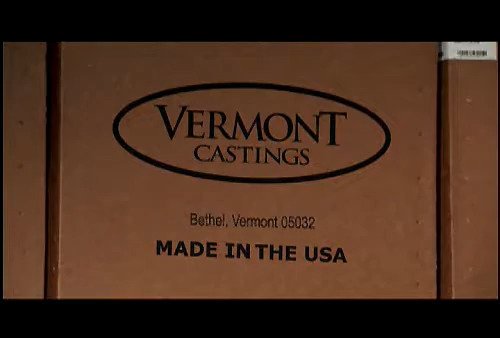 VERMONT
CASTINGS
Bethel, Vermont 05032
MADE IN THE USA